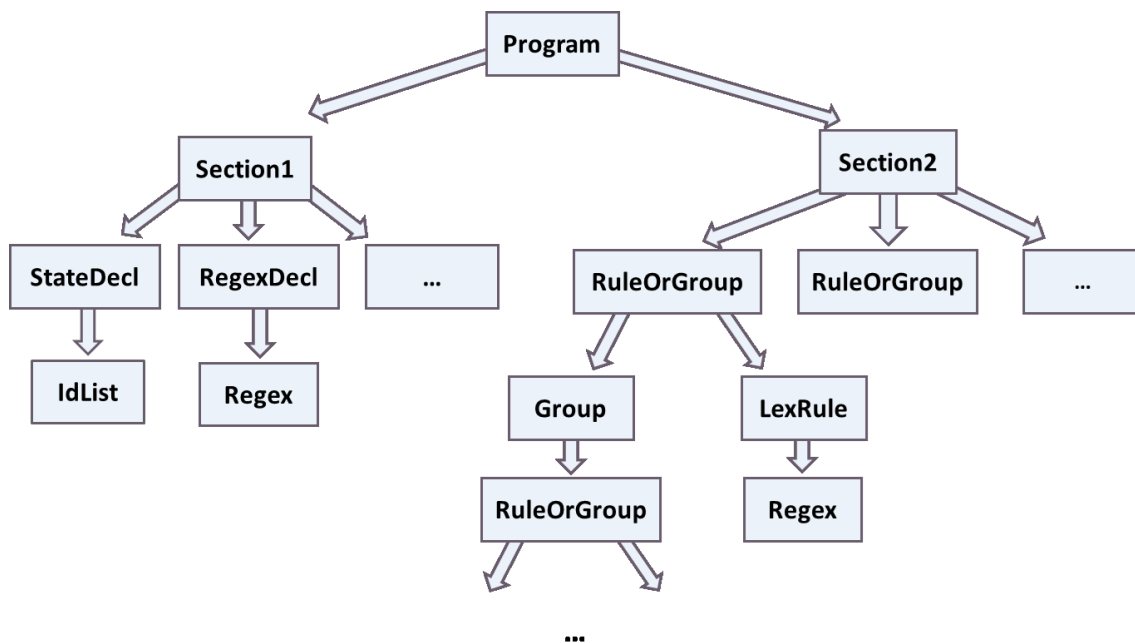 Program
Section1
Section2
StateDecl
RegexDecl
...
RuleOrGroup
RuleOrGroup
...
IdList
Regex
Group
LexRule
RuleOrGroup
Regex
...